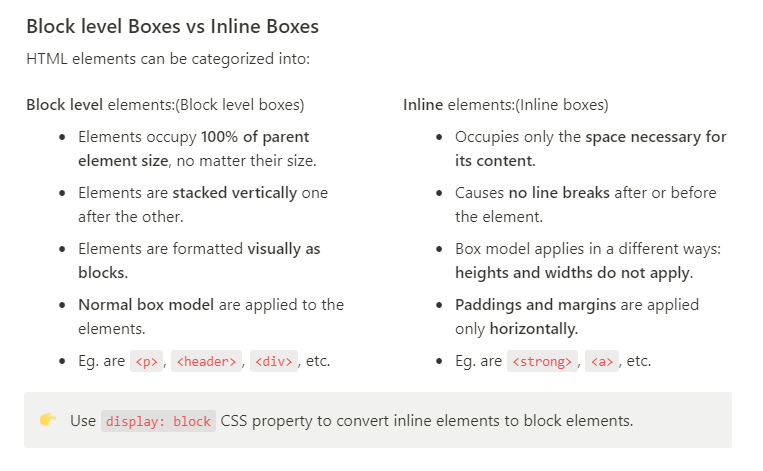 Block level Boxes vs Inline Boxes
HTML elements can be categorized into:
Block level elements:(Block level boxes)
Elements occupy 100% of parent
element size, no matter their size.
Elements are stacked vertically one
after the other.
Elements are formatted visually as
blocks.
Normal box model are applied to the
elements.
Eg. are <p>, <header>, <div>, etc.
Inline elements:(Inline boxes)
Occupies only the space necessary for
its content.
Causes no line breaks after or before
the element.
Box model applies in a different ways:
heights and widths do not apply.
Paddings and margins are applied
only horizontally.
Eg. are <strong>, <a>, etc.
Use display: block CSS property to convert inline elements to block elements.